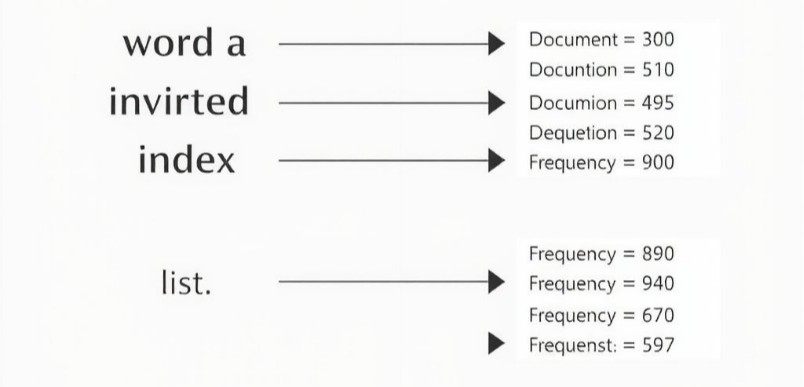 word a
invirted
index
Document = 300
Docuntion = 510
Documion = 495
Dequetion = 520
Frequency = 900
list.
Frequency = 890
Frequency = 940
Frequency = 670
Frequenst: = 597